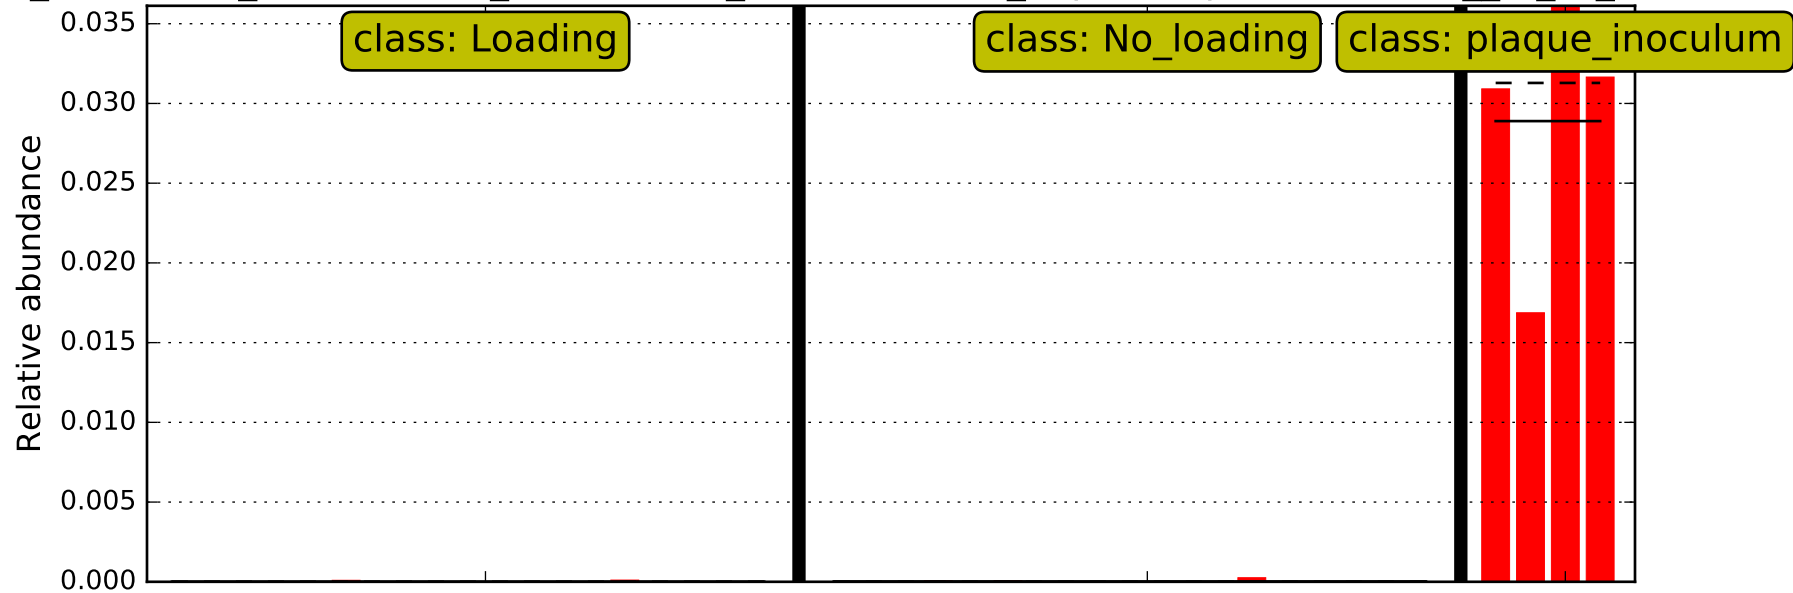 class: Loading
class: No_loading
class: plaque_inoculum
Relative abundance
0.035
0.030
0.025
0.020
0.015
0.010
0.005
0.000